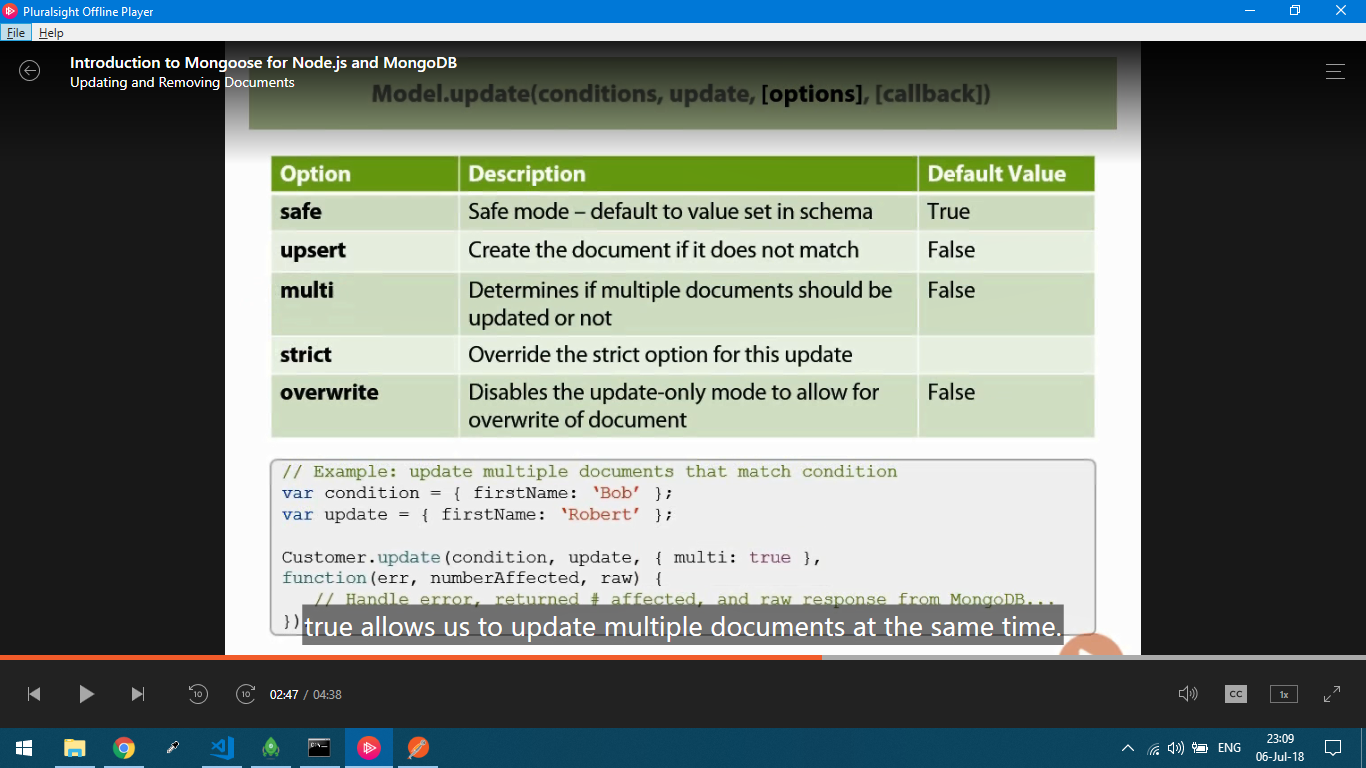 Pluralsight Offline Player
File Help
Introduction to Mongoose for Node.js and MongoDB
Updating and Removing Documents
Model.update(conditions, update, [options], [callback])
Option Description Default Value
safe Safe mode – default to value set in schema True
upsert Create the document if it does not match False
multi Determines if multiple documents should be False
updated or not
strict Override the strict option for this update
overwrite Disables the update-only mode to allow for False
overwrite of document
// Example: update multiple documents that match condition
var condition = { firstName: ‘Bob’ };
var update = { firstName: ‘Robert’ };
Customer.update(condition, update, { multi: true },
function(err, numberAffected, raw) {
// Handle error, returned # affected, and raw response from MongoDB...
})
true allows us to update multiple documents at the same time.
10 10 02:47 / 04:38 CC 1x
ENG 23:09
06-Jul-18